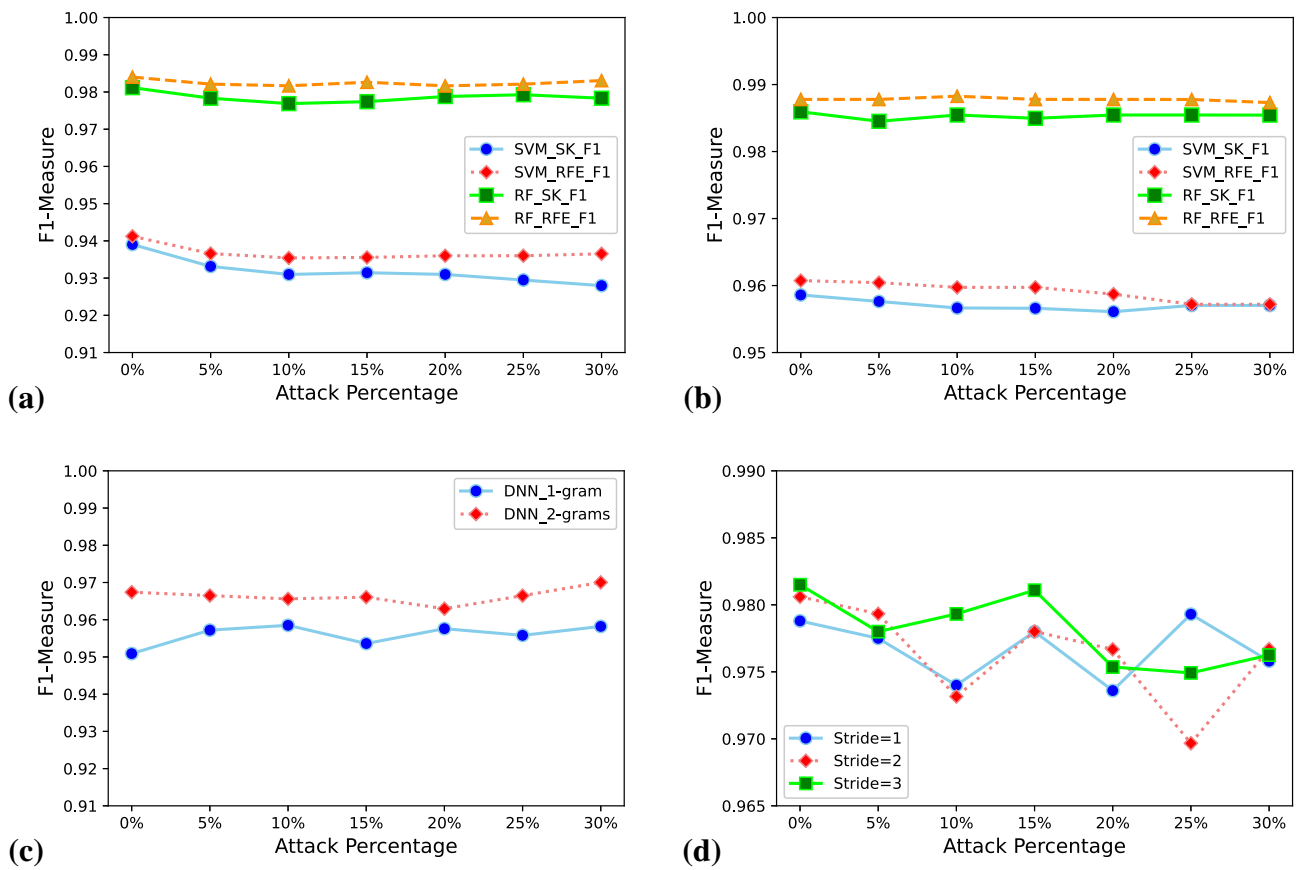 1.00
0.99
0.98
0.97
0.96
0.95
0.94
0.93
0.92
0.91
F1-Measure
SVM_SK_F1
SVM_RFE_F1
RF_SK_F1
RF_RFE_F1
0% 5% 10% 15% 20% 25% 30%
Attack Percentage
(a)
1.00
0.99
0.98
0.97
0.96
0.95
F1-Measure
SVM_SK_F1
SVM_RFE_F1
RF_SK_F1
RF_RFE_F1
0% 5% 10% 15% 20% 25% 30%
Attack Percentage
(b)
1.00
0.99
0.98
0.97
0.96
0.95
0.94
0.93
0.92
0.91
F1-Measure
DNN_1-gram
DNN_2-grams
0% 5% 10% 15% 20% 25% 30%
Attack Percentage
(c)
0.990
0.985
0.980
0.975
0.970
0.965
F1-Measure
Stride=1
Stride=2
Stride=3
0% 5% 10% 15% 20% 25% 30%
Attack Percentage
(d)